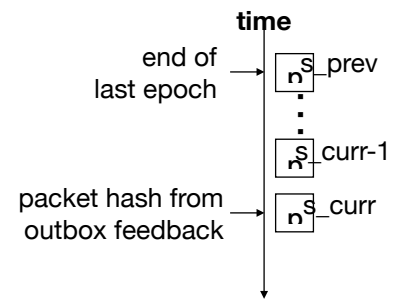 time
end of
last epoch
s_prev
s_curr-1
packet hash from
outbox feedback
s_curr